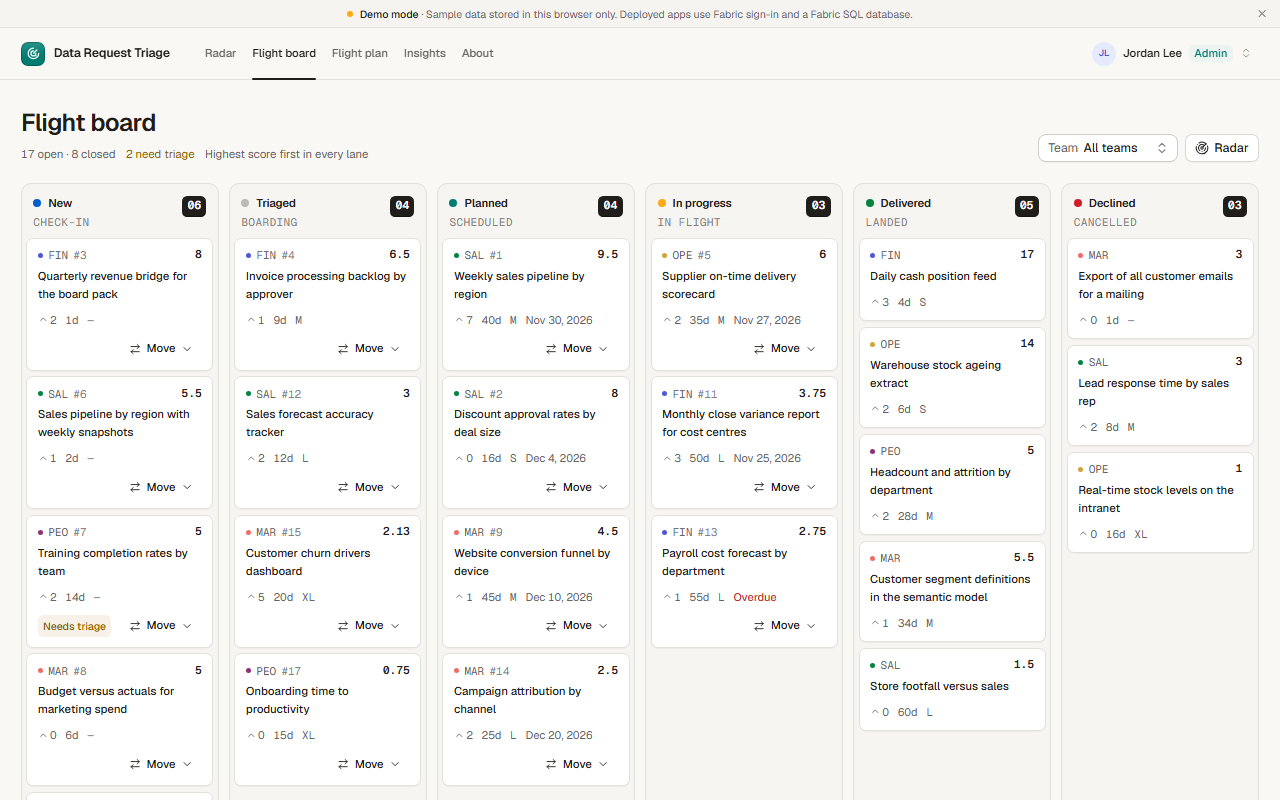 Demo mode · Sample data stored in this browser only. Deployed apps use Fabric sign-in and a Fabric SQL database.
Data Request Triage
Radar
Flight board
Flight plan
Insights
About
JL
Jordan Lee
Admin
Flight board
17 open · 8 closed 2 need triage Highest score first in every lane
Team All teams
Radar
New 06
CHECK-IN
FIN #3 8
Quarterly revenue bridge for
the board pack
2 1d –
Move
SAL #6 5.5
Sales pipeline by region with
weekly snapshots
1 2d –
Move
PEO #7 5
Training completion rates by
team
2 14d –
Needs triage Move
MAR #8 5
Budget versus actuals for
marketing spend
0 6d –
Move
Triaged 04
BOARDING
FIN #4 6.5
Invoice processing backlog by
approver
1 9d M
Move
SAL #12 3
Sales forecast accuracy
tracker
2 12d L
Move
MAR #15 2.13
Customer churn drivers
dashboard
5 20d XL
Move
PEO #17 0.75
Onboarding time to
productivity
0 15d XL
Move
Planned 04
SCHEDULED
SAL #1 9.5
Weekly sales pipeline by
region
7 40d M Nov 30, 2026
Move
SAL #2 8
Discount approval rates by
deal size
0 16d S Dec 4, 2026
Move
MAR #9 4.5
Website conversion funnel by
device
1 45d M Dec 10, 2026
Move
MAR #14 2.5
Campaign attribution by
channel
2 25d L Dec 20, 2026
Move
In progress 03
IN FLIGHT
OPE #5 6
Supplier on-time delivery
scorecard
2 35d M Nov 27, 2026
Move
FIN #11 3.75
Monthly close variance report
for cost centres
3 50d L Nov 25, 2026
Move
FIN #13 2.75
Payroll cost forecast by
department
1 55d L Overdue
Move
Delivered 05
LANDED
FIN 17
Daily cash position feed
3 4d S
OPE 14
Warehouse stock ageing
extract
2 6d S
PEO 5
Headcount and attrition by
department
2 28d M
MAR 5.5
Customer segment definitions
in the semantic model
1 34d M
SAL 1.5
Store footfall versus sales
0 60d L
Declined 03
CANCELLED
MAR 3
Export of all customer emails
for a mailing
0 1d –
SAL 3
Lead response time by sales
rep
2 8d M
OPE 1
Real-time stock levels on the
intranet
0 16d XL